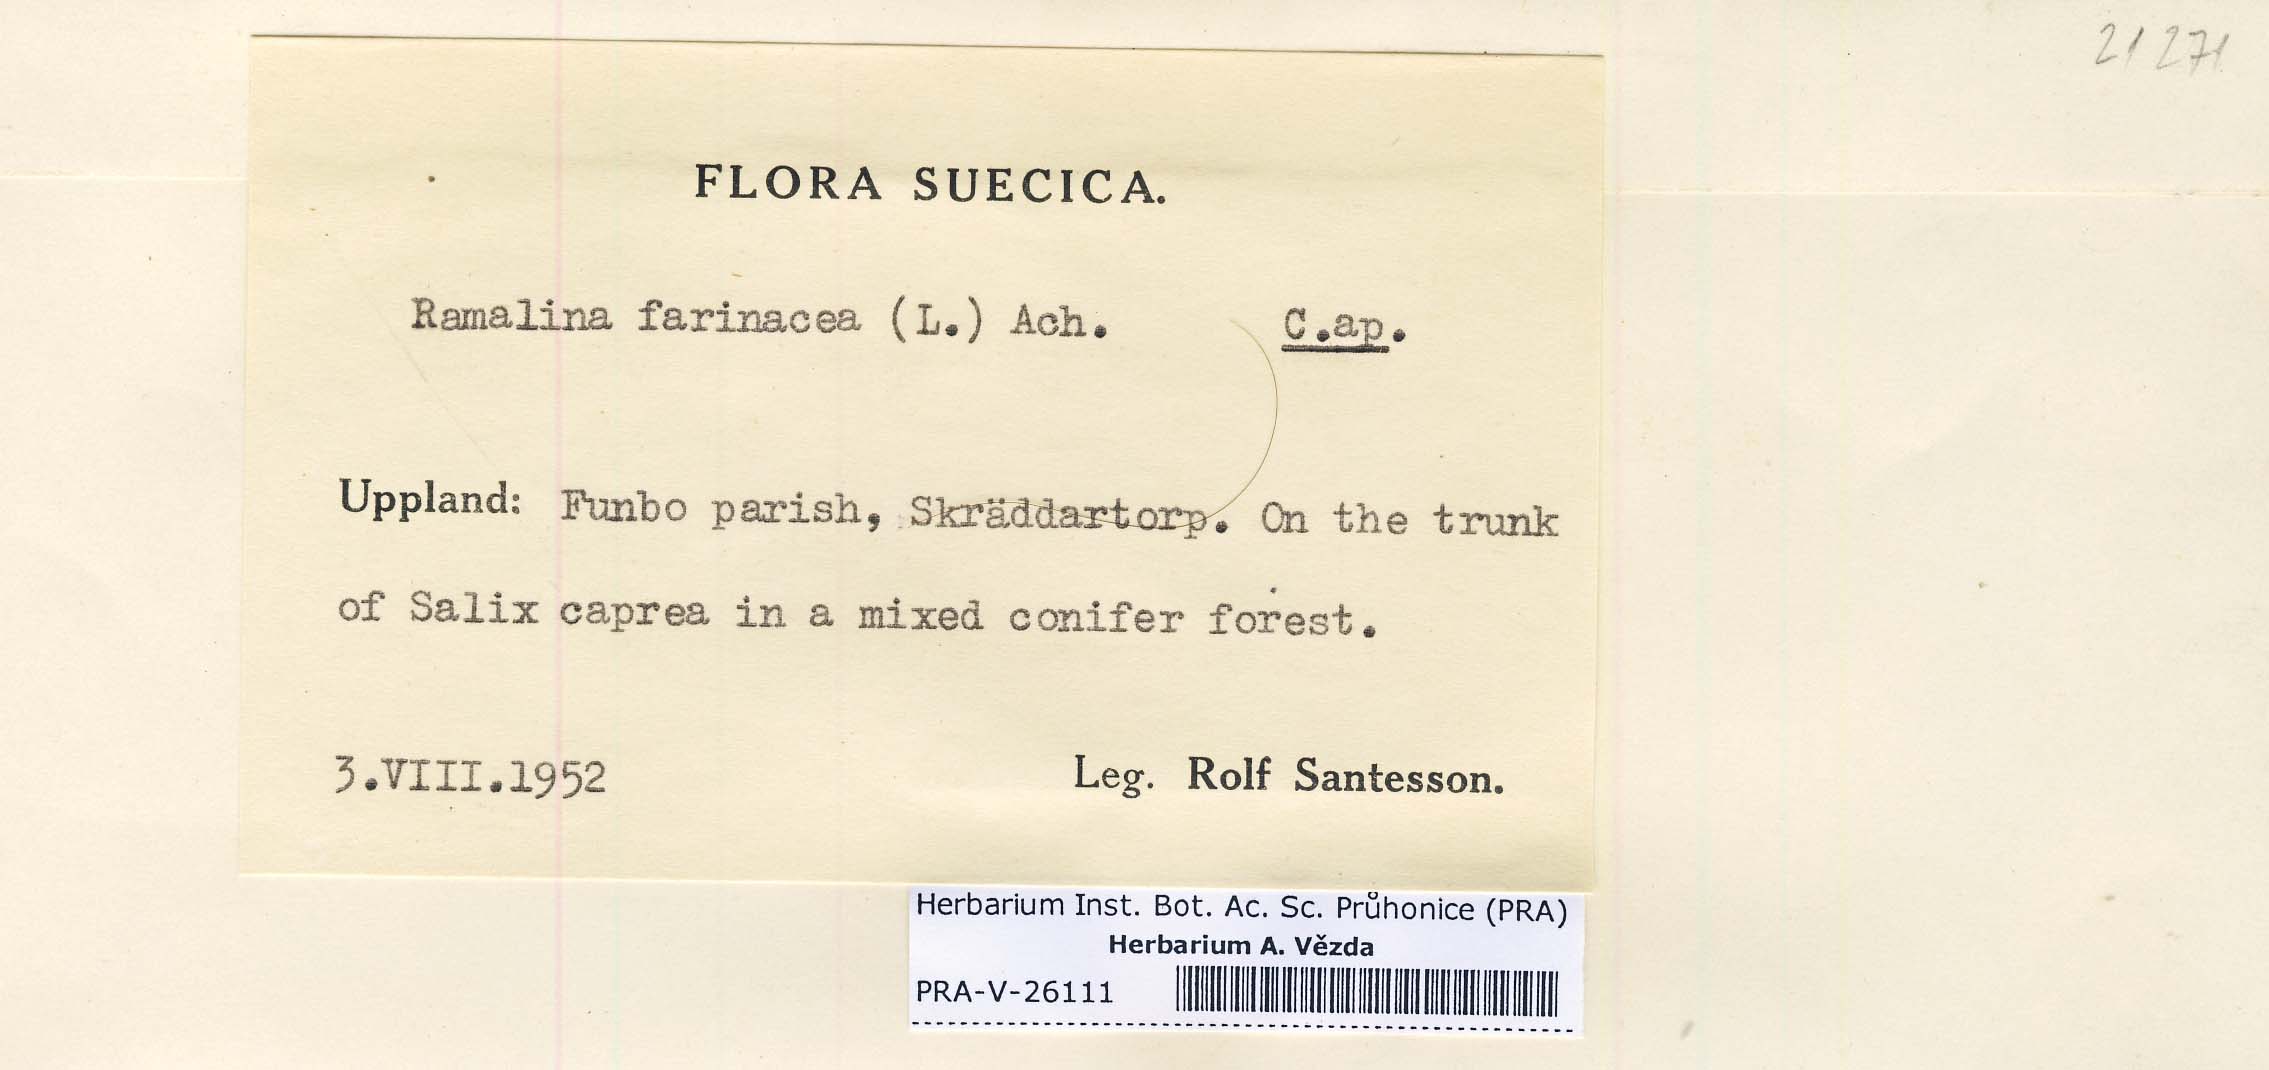 21271
FLORA SUECICA.
Ramalina farinacea (L.) Ach. C.ap.
Uppland: Funbo parish, Skräddartorp. On the trunk
of Salix caprea in a mixed conifer forest.
3.VIII.1952 Leg. Rolf Santesson.
Herbarium Inst. Bot. Ac. Sc. Průhonice (PRA)
Herbarium A. Vězda
PRA-V-26111